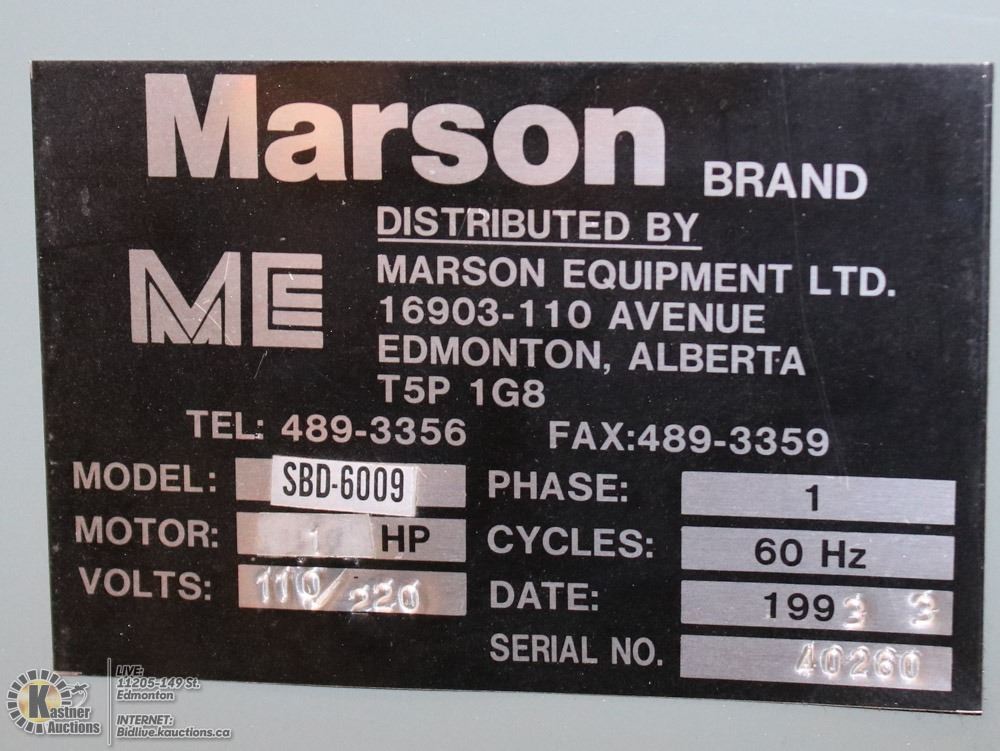 Marson BRAND
DISTRIBUTED BY
ME
MARSON EQUIPMENT LTD.
16903-110 AVENUE
EDMONTON, ALBERTA
T5P 1G8
TEL: 489-3356 FAX:489-3359
MODEL: SBD-6009 PHASE: 1
MOTOR: 1 HP CYCLES: 60 Hz
VOLTS: 110/220 DATE: 1993 3
SERIAL NO. 40260
Kastner
Auctions
LIVE:
11205-149 St.
Edmonton
INTERNET:
Bidlive.kauctions.ca